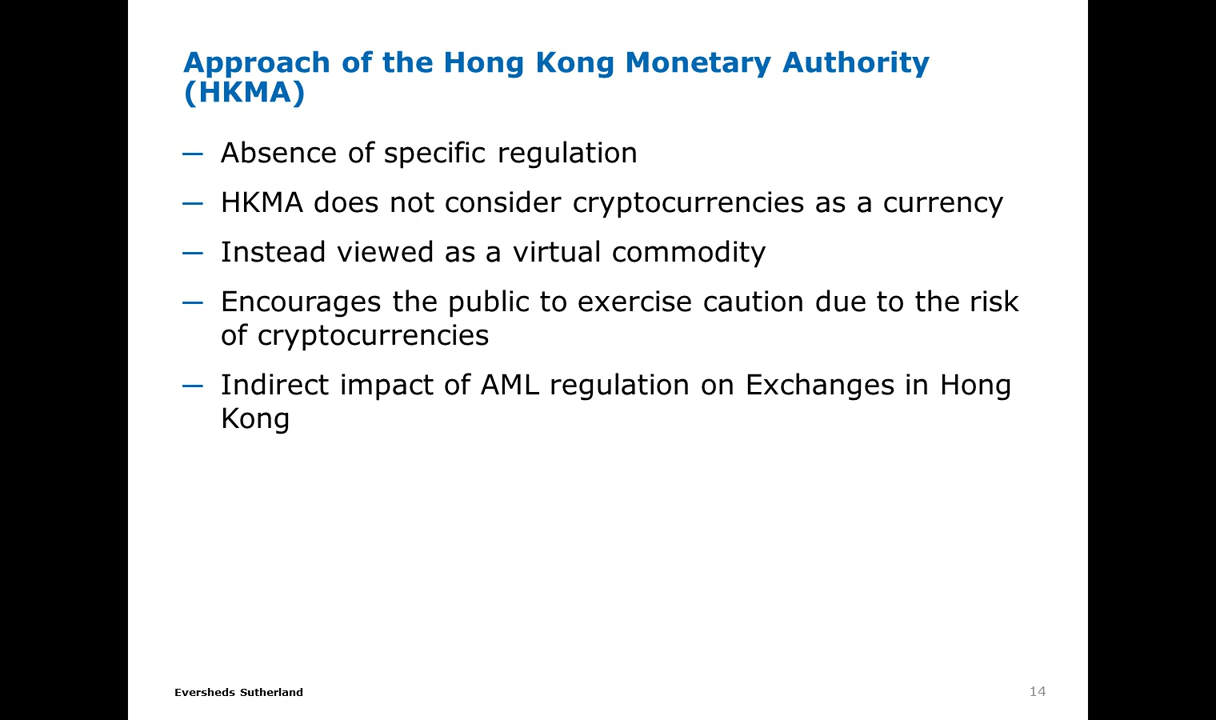 Approach of the Hong Kong Monetary Authority
(HKMA)
— Absence of specific regulation
— HKMA does not consider cryptocurrencies as a currency
— Instead viewed as a virtual commodity
— Encourages the public to exercise caution due to the risk
of cryptocurrencies
— Indirect impact of AML regulation on Exchanges in Hong
Kong
Eversheds Sutherland
14